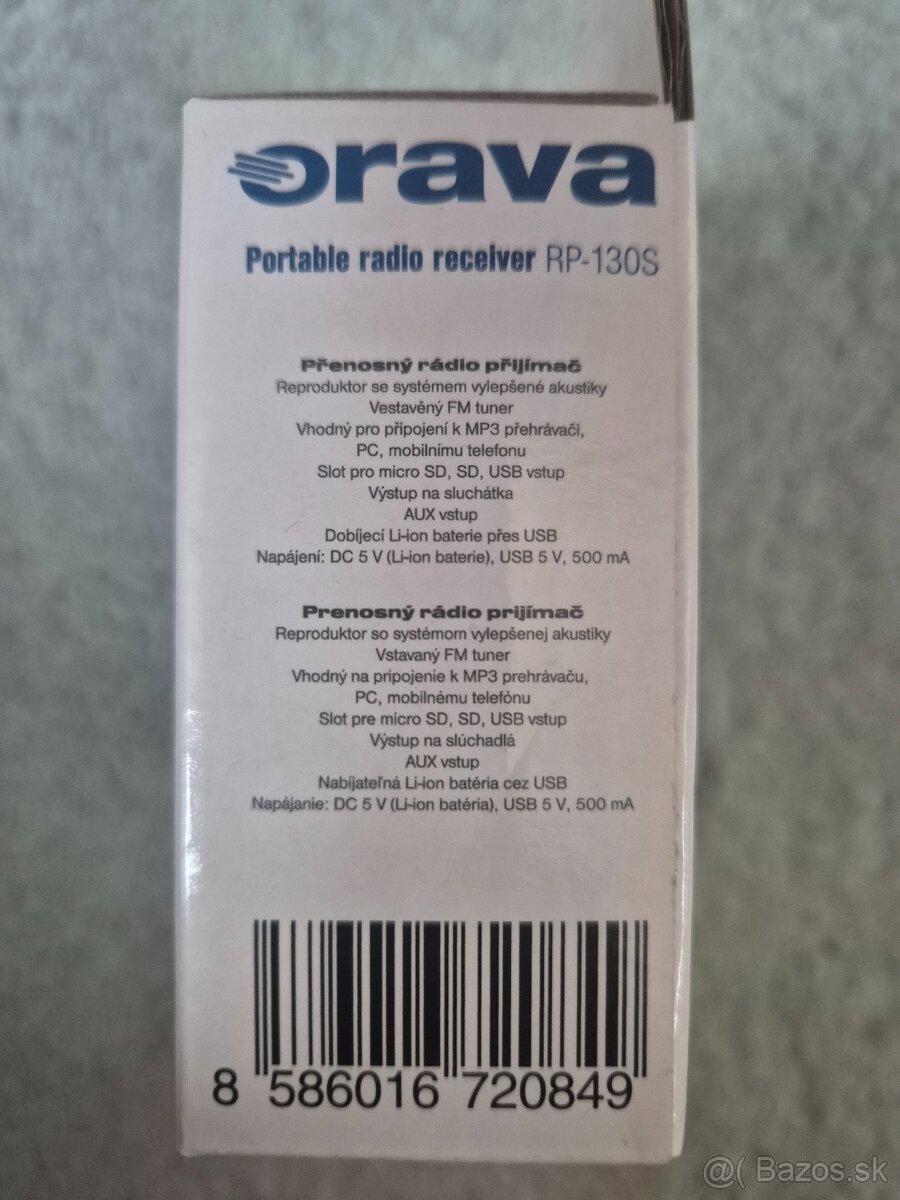 orava
Portable radio receiver RP-130S
Přenosný rádio přijímač
Reproduktor se systémem vylepšené akustiky
Vestavěný FM tuner
Vhodný pro připojení k MP3 přehrávači,
PC, mobilnímu telefonu
Slot pro micro SD, SD, USB vstup
Výstup na sluchátka
AUX vstup
Dobíjecí Li-ion baterie přes USB
Napájení: DC 5 V (Li-ion baterie), USB 5 V, 500 mA
Prenosný rádio prijímač
Reproduktor so systémom vylepšenej akustiky
Vstavaný FM tuner
Vhodný na pripojenie k MP3 prehrávaču,
PC, mobilnému telefónu
Slot pre micro SD, SD, USB vstup
Výstup na slúchadlá
AUX vstup
Nabíjateľná Li-ion batéria cez USB
Napájanie: DC 5 V (Li-ion batéria), USB 5 V, 500 mA
8 586016 720849
@( Bazos.sk